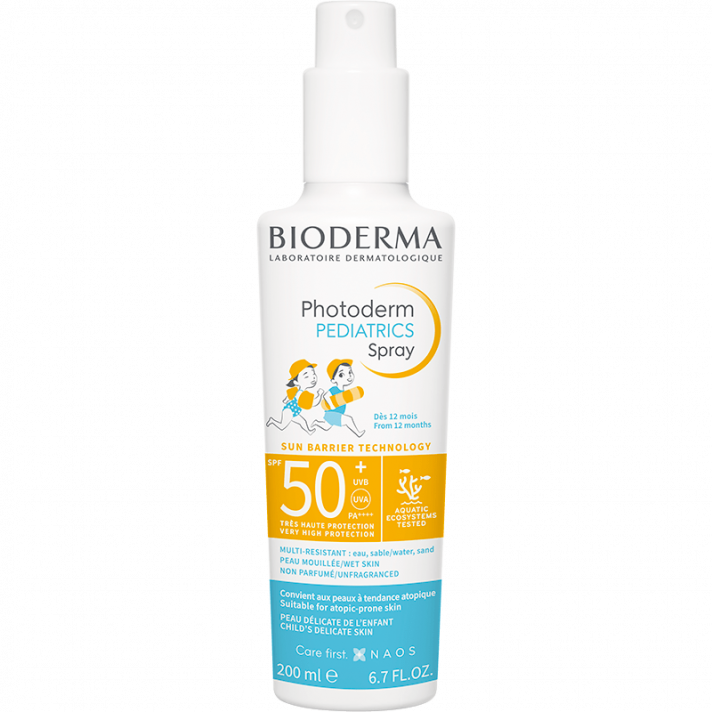 BIODERMA
LABORATOIRE DERMATOLOGIQUE
Photoderm
PEDIATRICS
Spray
Dès 12 mois
From 12 months
SUN BARRIER TECHNOLOGY
SPF 50+
UVB
UVA
PA++++
TRÈS HAUTE PROTECTION
VERY HIGH PROTECTION
AQUATIC
ECOSYSTEMS
TESTED
MULTI-RESISTANT : eau, sable/water, sand
PEAU MOUILLÉE/WET SKIN
NON PARFUMÉ/UNFRAGRANCED
Convient aux peaux à tendance atopique
Suitable for atopic-prone skin
PEAU DÉLICATE DE L'ENFANT
CHILD'S DELICATE SKIN
Care first. NAOS
200 ml ℮ 6.7 FL.OZ.